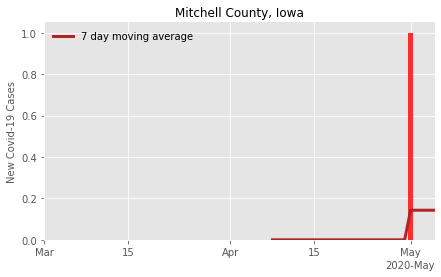 Mitchell County, Iowa
7 day moving average
New Covid-19 Cases
1.0
0.8
0.6
0.4
0.2
0.0
Mar
15
Apr
15
May
2020-May